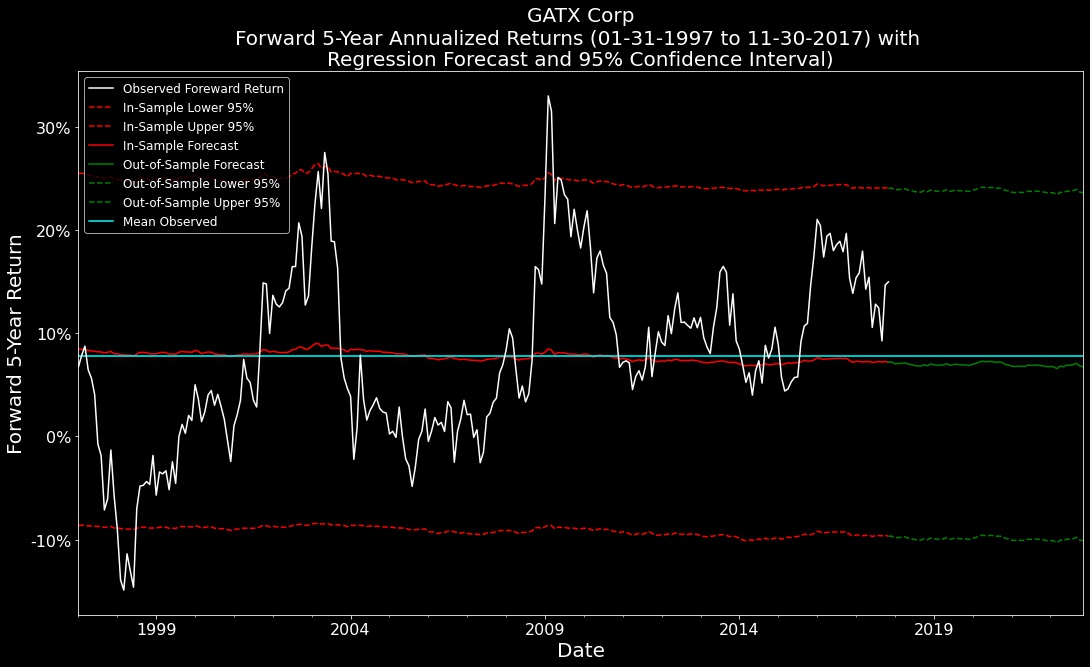 GATX Corp
Forward 5-Year Annualized Returns (01-31-1997 to 11-30-2017) with
Regression Forecast and 95% Confidence Interval)
Observed Foreward Return
In-Sample Lower 95%
In-Sample Upper 95%
In-Sample Forecast
Out-of-Sample Forecast
Out-of-Sample Lower 95%
Out-of-Sample Upper 95%
Mean Observed
Forward 5-Year Return
30%
20%
10%
0%
-10%
1999 2004 2009 2014 2019
Date